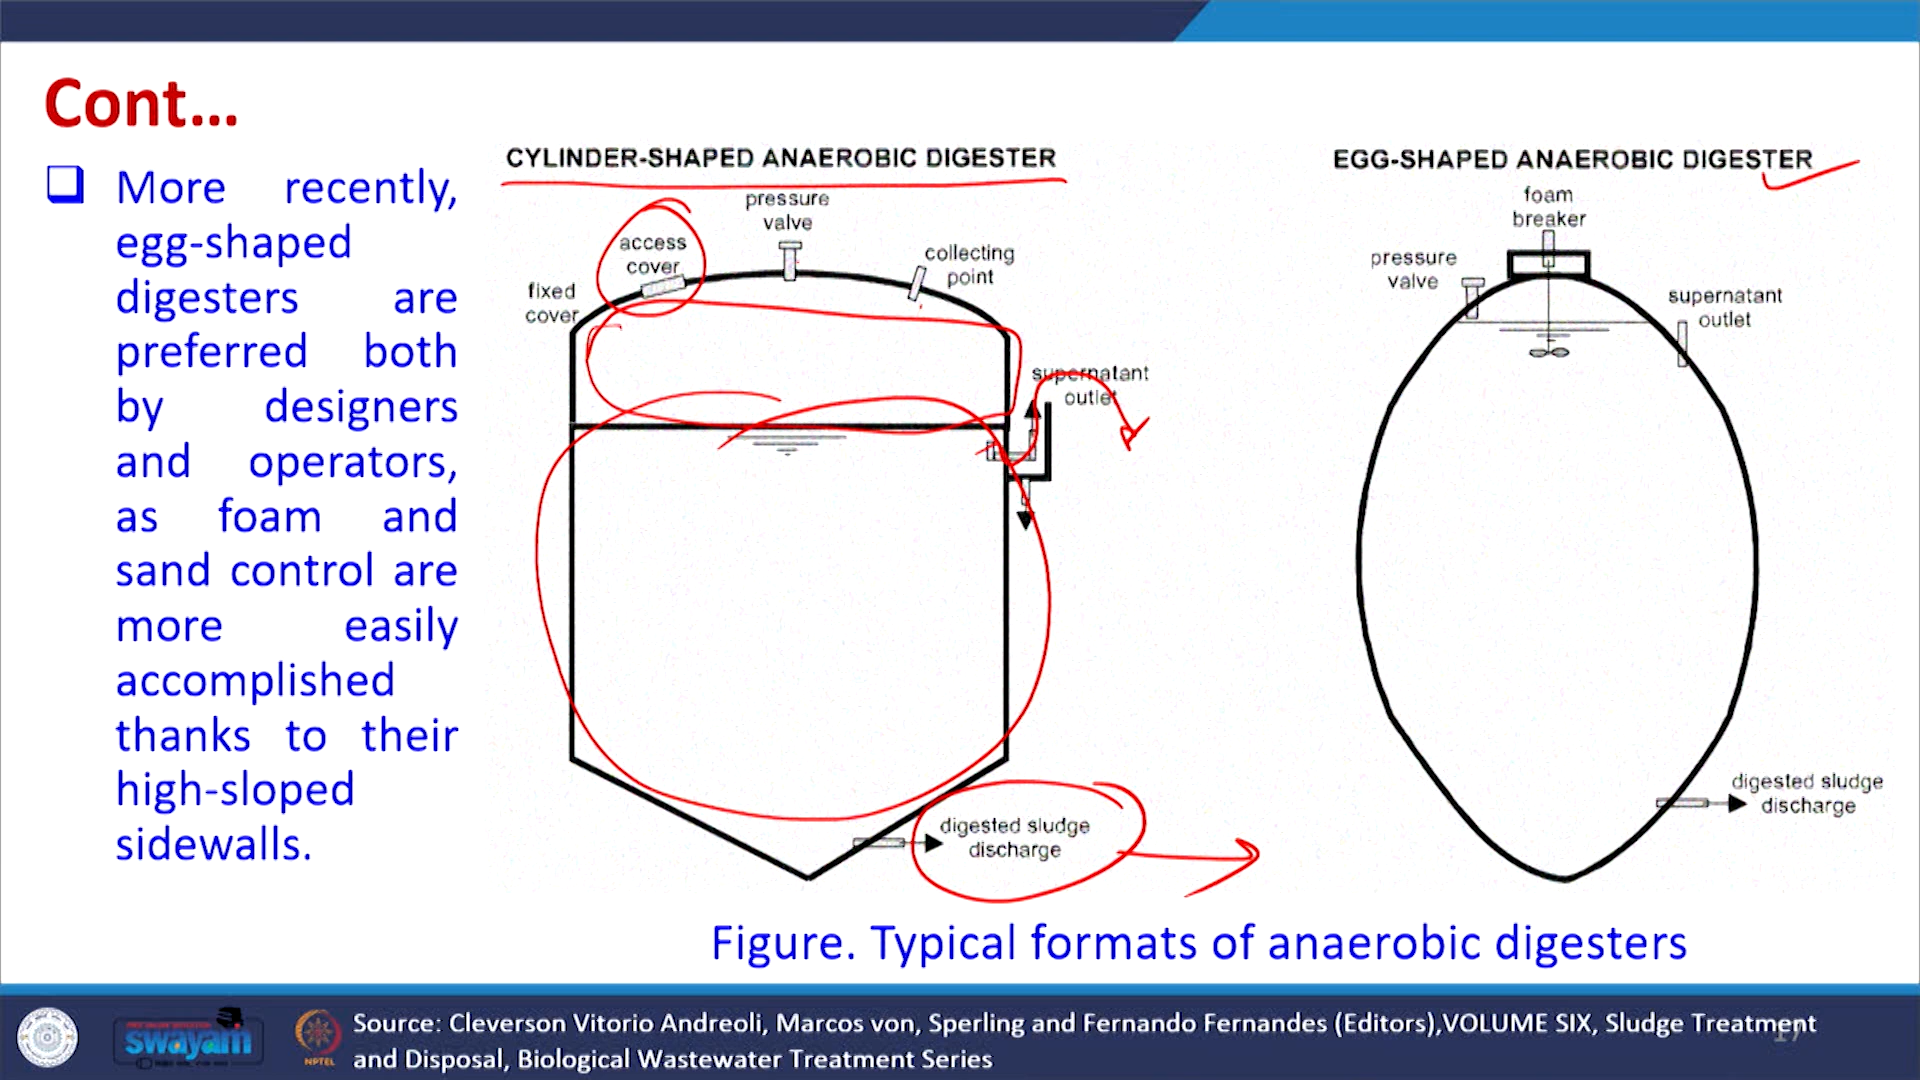 Cont...
❑ More recently,
egg-shaped
digesters are
preferred both
by designers
and operators,
as foam and
sand control are
more easily
accomplished
thanks to their
high-sloped
sidewalls.
CYLINDER-SHAPED ANAEROBIC DIGESTER
pressure
valve
access
cover
collecting
point
fixed
cover
supernatant
outlet
digested sludge
discharge
EGG-SHAPED ANAEROBIC DIGESTER
foam
breaker
pressure
valve
supernatant
outlet
digested sludge
discharge
Figure. Typical formats of anaerobic digesters
swayam
NPTEL
Source: Cleverson Vitorio Andreoli, Marcos von, Sperling and Fernando Fernandes (Editors),VOLUME SIX, Sludge Treatment
and Disposal, Biological Wastewater Treatment Series
17